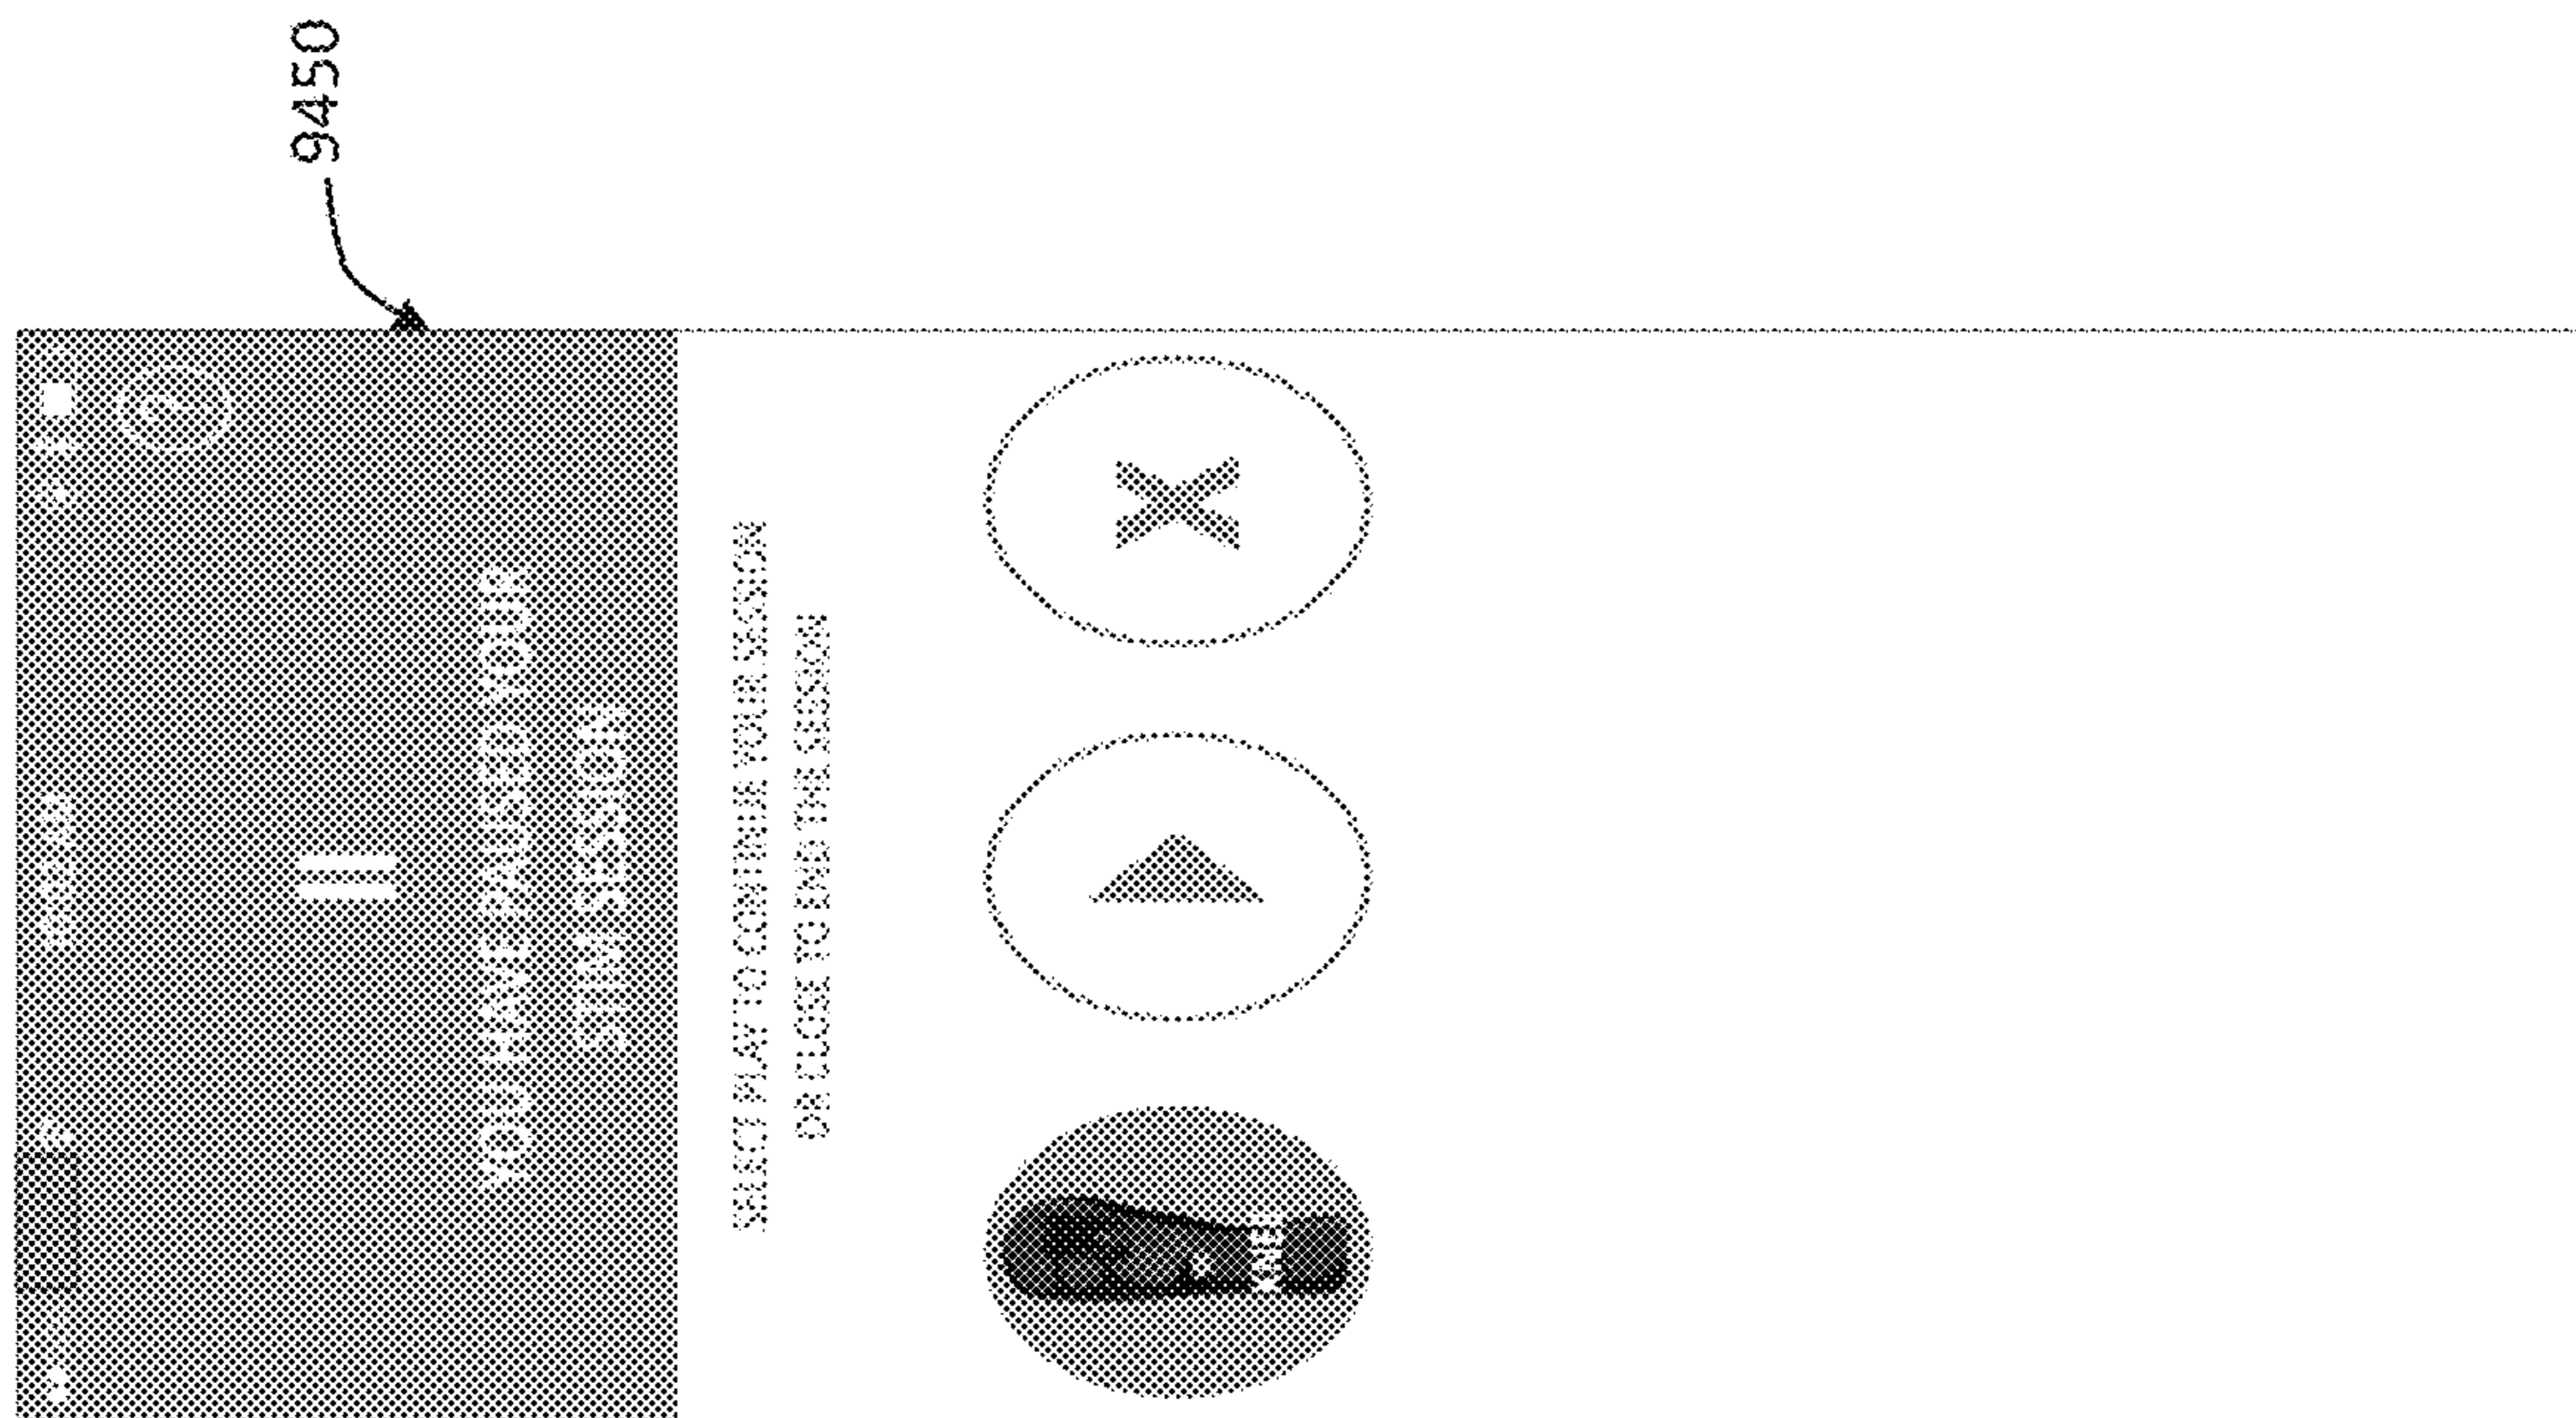 9450
YOU HAVE PAUSED YOUR
STIM SESSION
SELECT PLAY TO CONTINUE YOUR SESSION
OR CLOSE TO END THE SESSION
KNEE